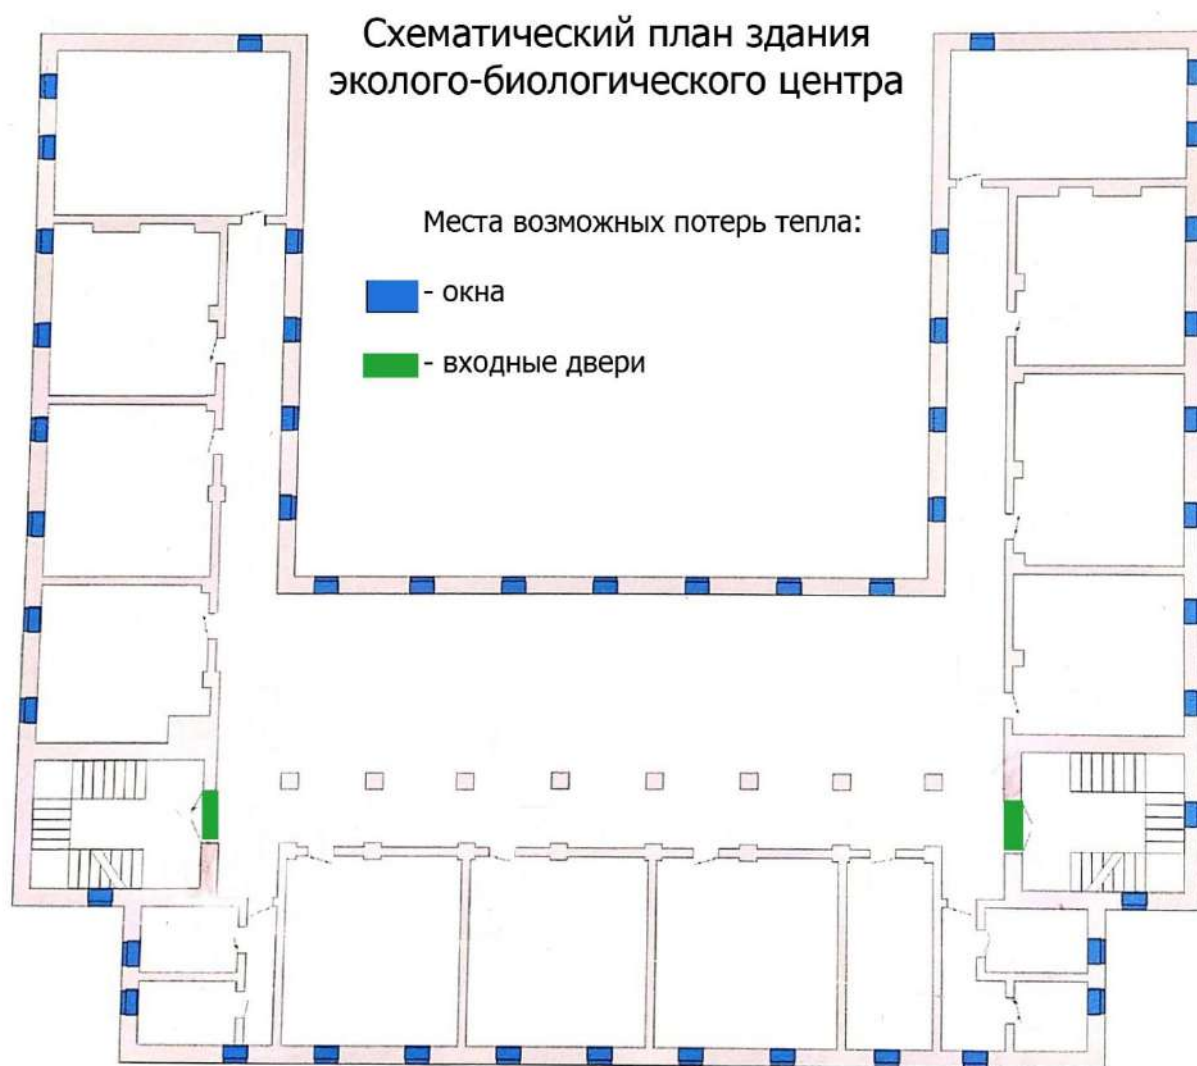 Схематический план здания
эколого-биологического центра
Места возможных потерь тепла:
- окна
- входные двери